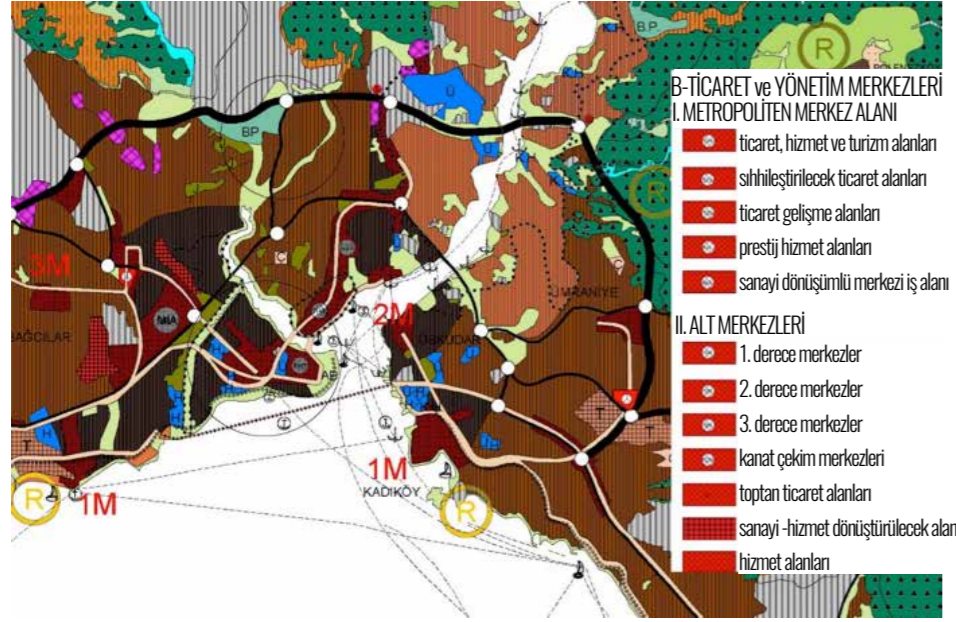 B.P
R
POLENEZKÖY
Ü
BP
R
B-TİCARET ve YÖNETİM MERKEZLERİ
I. METROPOLİTEN MERKEZ ALANI
ticaret, hizmet ve turizm alanları
sıhhileştirilecek ticaret alanları
ticaret gelişme alanları
prestij hizmet alanları
sanayi dönüşümlü merkezi iş alanı
II. ALT MERKEZLERİ
1. derece merkezler
2. derece merkezler
3. derece merkezler
kanat çekim merkezleri
toptan ticaret alanları
sanayi -hizmet dönüştürülecek alan
hizmet alanları
3M
C
C
ÜMRANİYE
MİA
2M
BAĞCILAR
ÜSKÜDAR
H
H
H
H
T
T
1M
KADIKÖY
R
1M
R